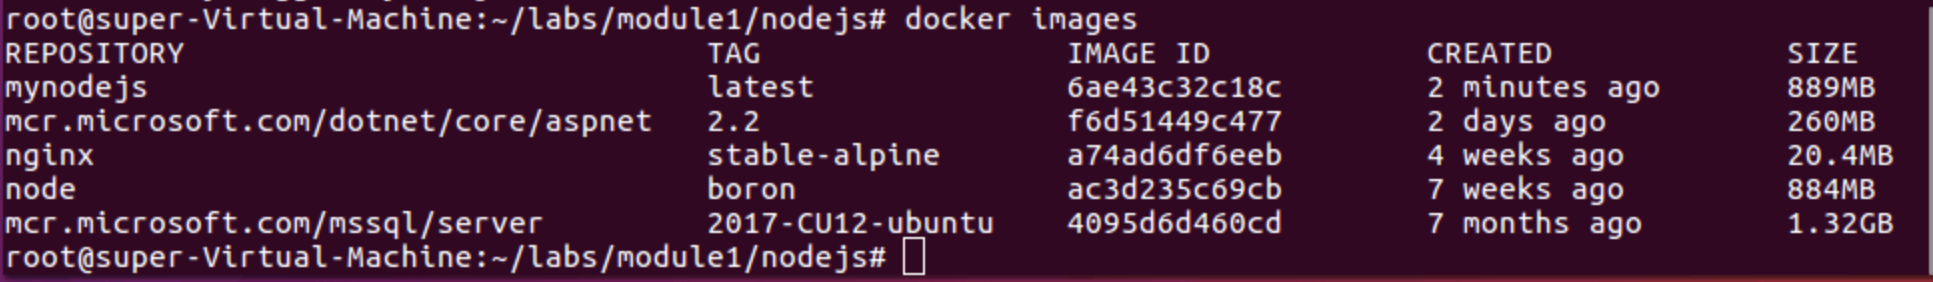 root@super-Virtual-Machine:~/labs/module1/nodejs# docker images
REPOSITORY TAG IMAGE ID CREATED SIZE
mynodejs latest 6ae43c32c18c 2 minutes ago 889MB
mcr.microsoft.com/dotnet/core/aspnet 2.2 f6d51449c477 2 days ago 260MB
nginx stable-alpine a74ad6df6eeb 4 weeks ago 20.4MB
node boron ac3d235c69cb 7 weeks ago 884MB
mcr.microsoft.com/mssql/server 2017-CU12-ubuntu 4095d6d460cd 7 months ago 1.32GB
root@super-Virtual-Machine:~/labs/module1/nodejs#